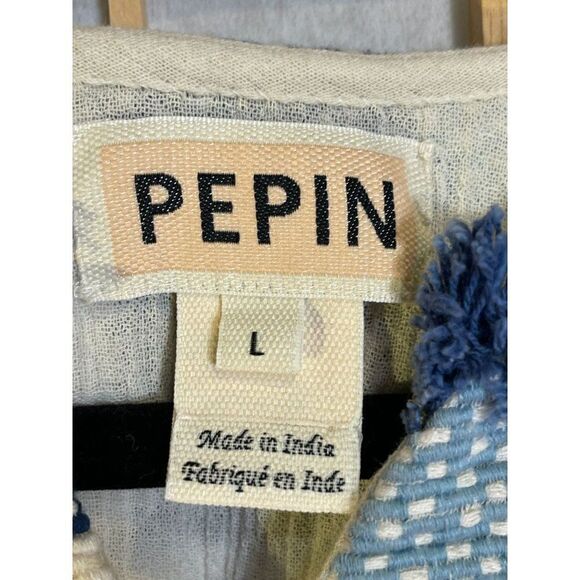 PEPIN
L
Made in India
Fabriqué en Inde